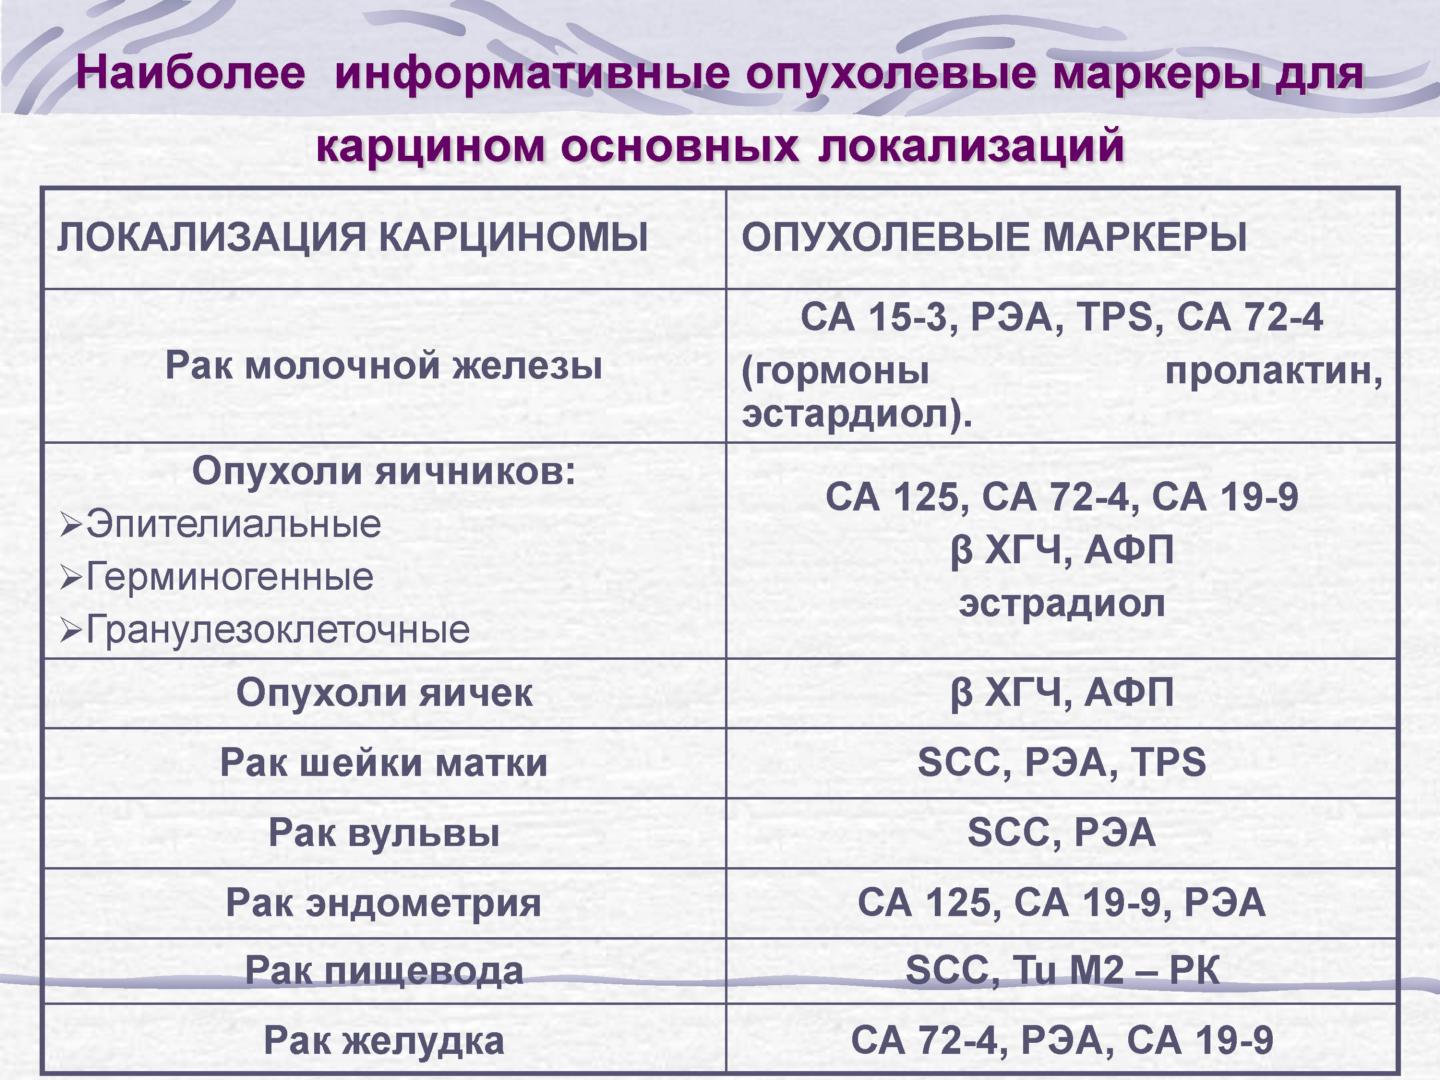 Наиболее информативные опухолевые маркеры для
карцином основных локализаций
ЛОКАЛИЗАЦИЯ КАРЦИНОМЫ
ОПУХОЛЕВЫЕ МАРКЕРЫ
Рак молочной железы
СА 15-3, РЭА, TPS, СА 72-4
(гормоны пролактин,
эстардиол).
Опухоли яичников:
➢Эпителиальные
➢Герминогенные
➢Гранулезоклеточные
СА 125, СА 72-4, СА 19-9
β ХГЧ, АФП
эстрадиол
Опухоли яичек
β ХГЧ, АФП
Рак шейки матки
SCC, РЭА, TPS
Рак вульвы
SCC, РЭА
Рак эндометрия
СА 125, СА 19-9, РЭА
Рак пищевода
SCC, Tu M2 – РК
Рак желудка
СА 72-4, РЭА, СА 19-9